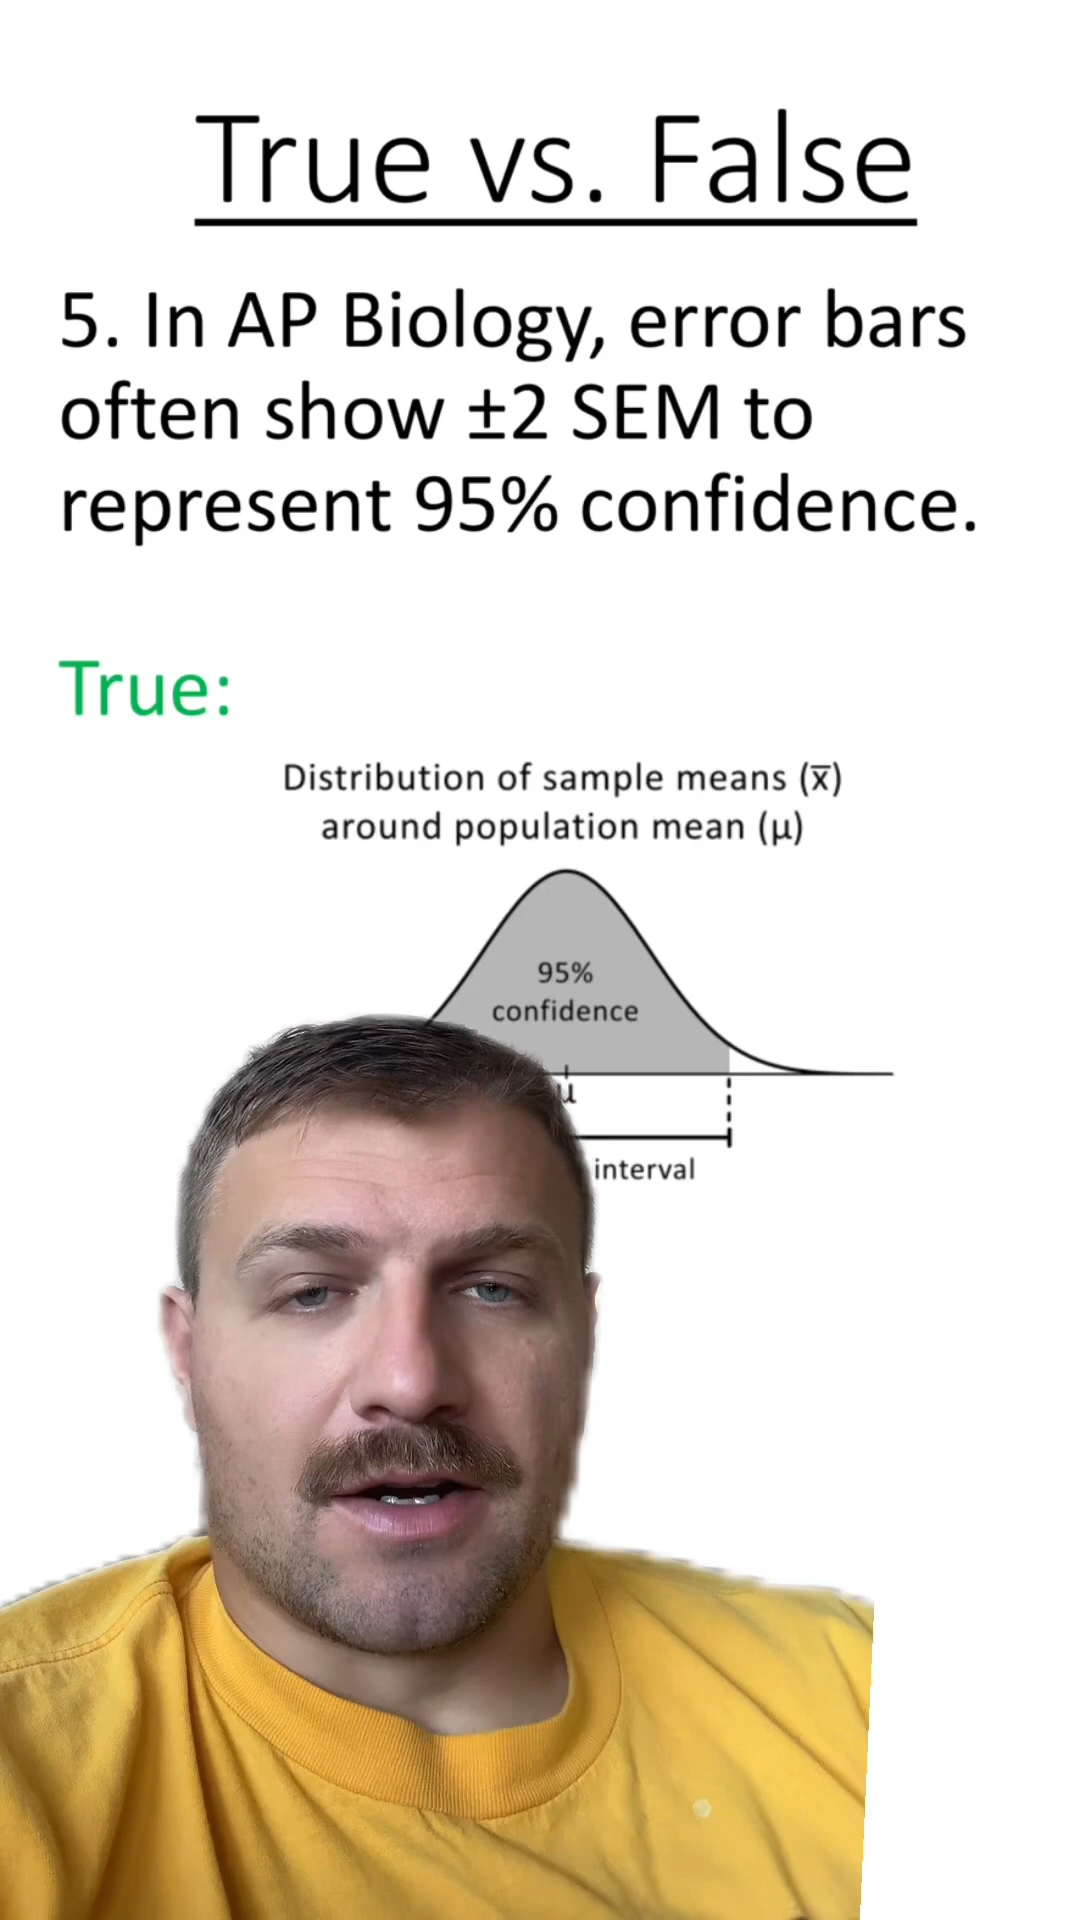 True vs. False
5. In AP Biology, error bars
often show ±2 SEM to
represent 95% confidence.
True:
Distribution of sample means (x̅)
around population mean (μ)
95%
confidence
μ
interval